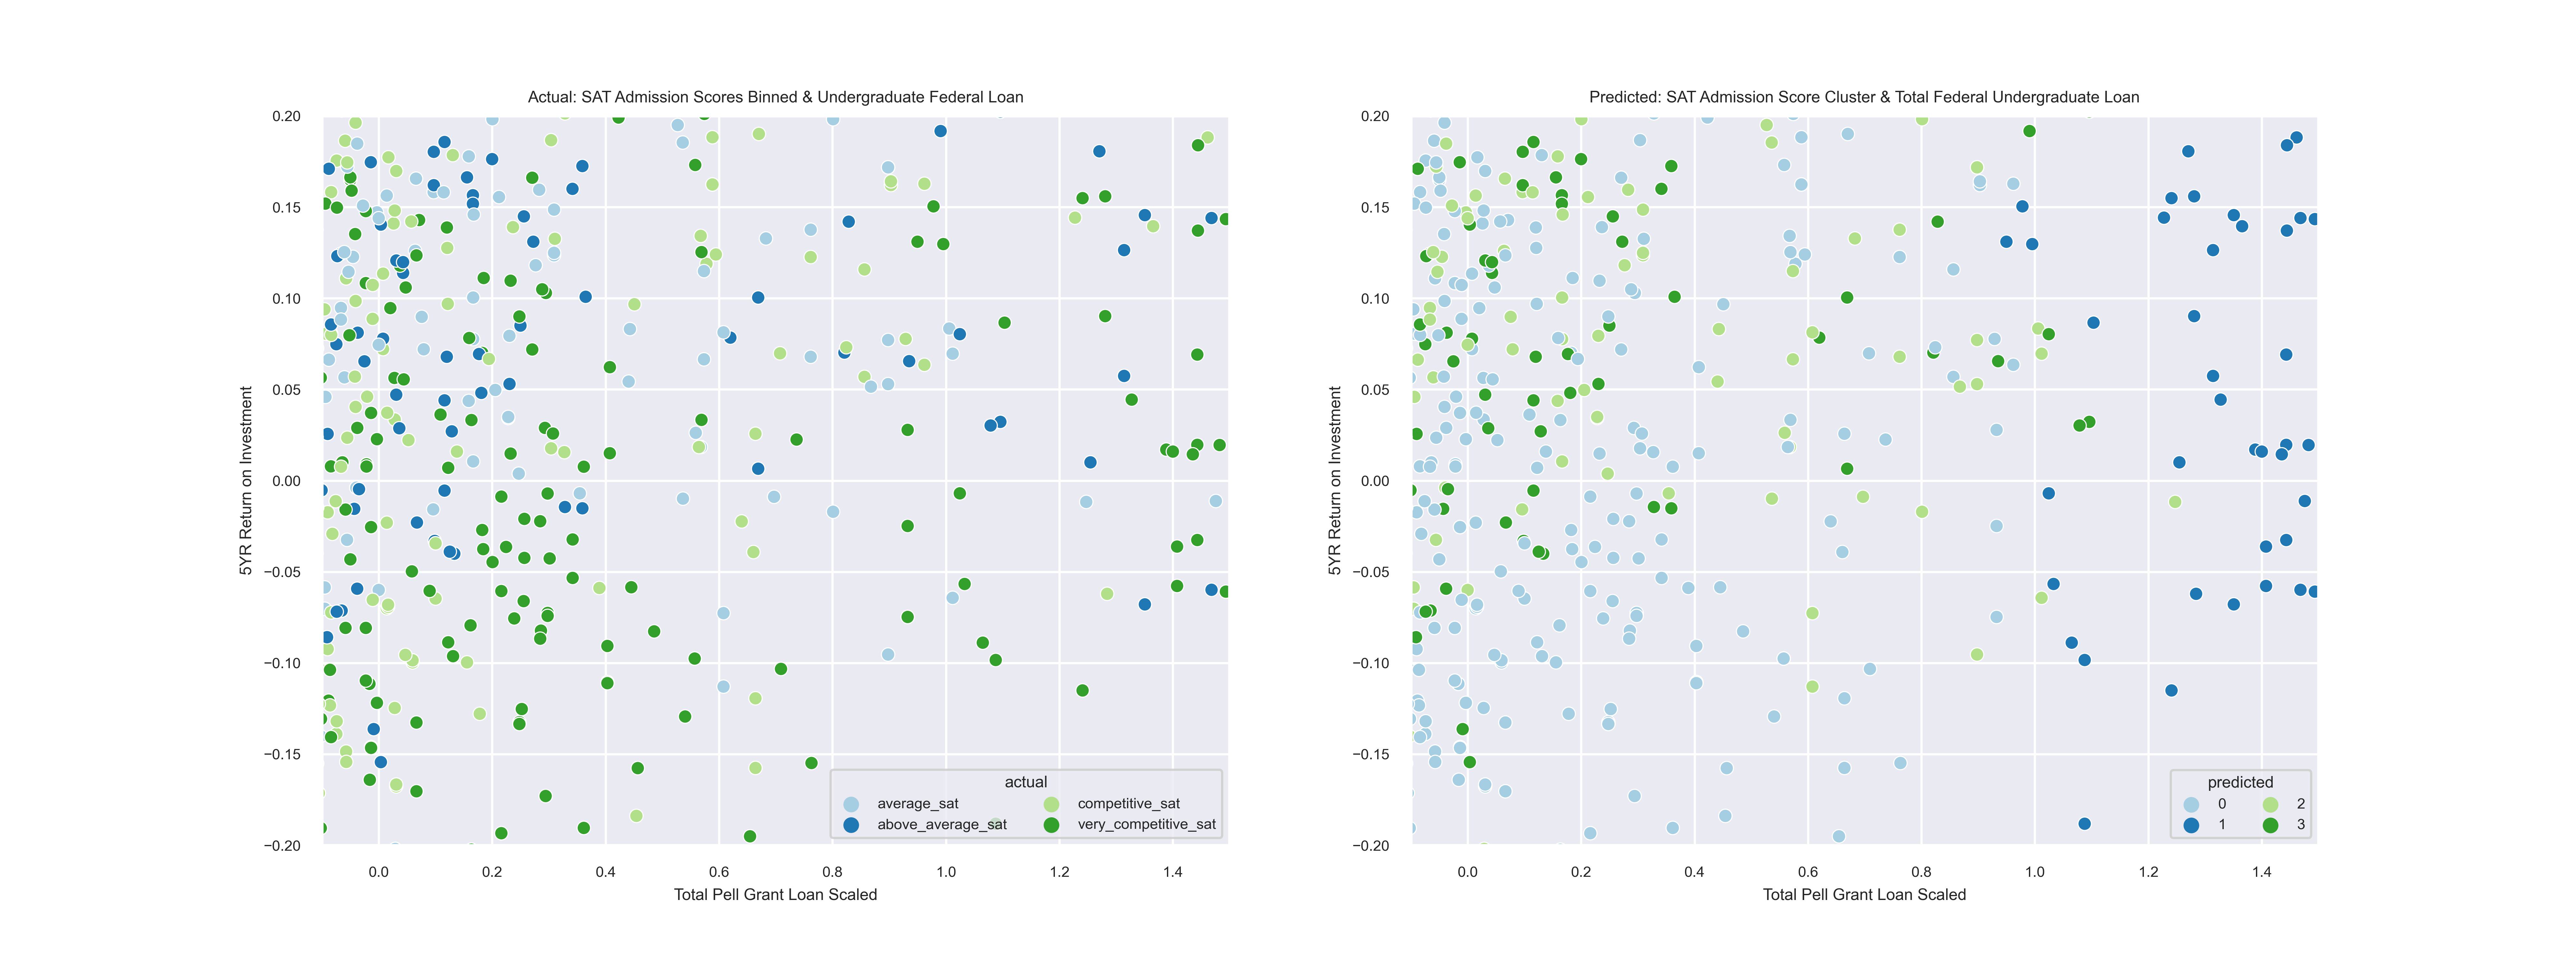 Actual: SAT Admission Scores Binned & Undergraduate Federal Loan
0.20
0.15
0.10
0.05
0.00
−0.05
−0.10
−0.15
−0.20
5YR Return on Investment
0.0 0.2 0.4 0.6 0.8 1.0 1.2 1.4
Total Pell Grant Loan Scaled
actual
average_sat competitive_sat
above_average_sat very_competitive_sat
Predicted: SAT Admission Score Cluster & Total Federal Undergraduate Loan
0.20
0.15
0.10
0.05
0.00
−0.05
−0.10
−0.15
−0.20
5YR Return on Investment
0.0 0.2 0.4 0.6 0.8 1.0 1.2 1.4
Total Pell Grant Loan Scaled
predicted
0 2
1 3